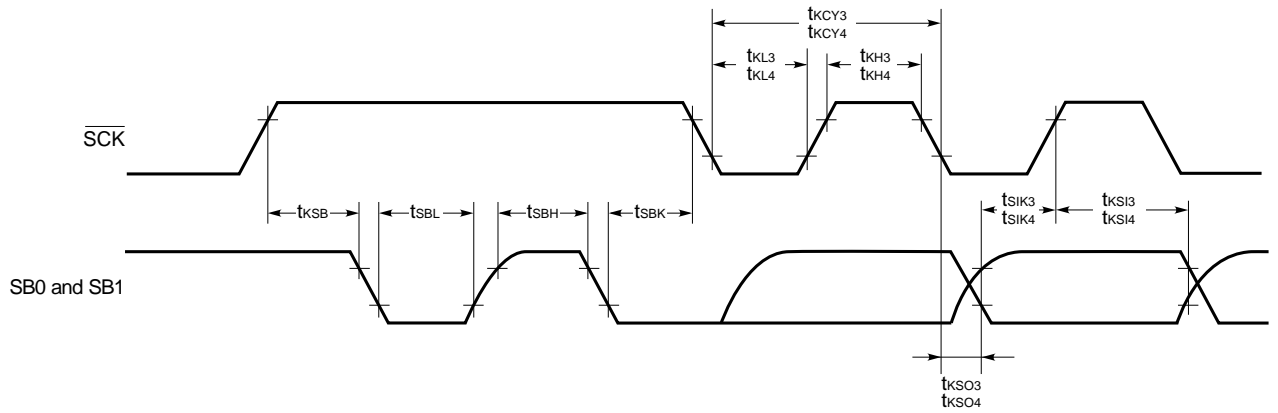 tKCY3
tKCY4
tKL3
tKL4
tKH3
tKH4
SCK
tKSB
tSBL
tSBH
tSBK
tSIK3
tSIK4
tKSI3
tKSI4
SB0 and SB1
tKSO3
tKSO4